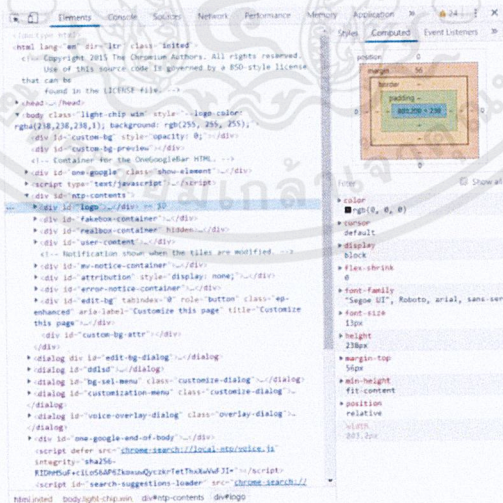 Elements Console Sources Network Performance Memory Application » 24
<!doctype html>
<html lang="en" dir="ltr" class="inited">
<!-- Copyright 2015 The Chromium Authors. All rights reserved.
Use of this source code is governed by a BSD-style license
that can be
found in the LICENSE file. -->
<head>…</head>
<body class="light-chip win" style="--logo-color:
rgba(238,238,238,1); background: rgb(255, 255, 255);">
<div id="custom-bg" style="opacity: 0;"></div>
<div id="custom-bg-preview"></div>
<!-- Container for the OneGoogleBar HTML. -->
<div id="one-google" class="show-element">…</div>
<script type="text/javascript">…</script>
<div id="ntp-contents">
<div id="logo">…</div> == $0
<div id="fakebox-container">…</div>
<div id="realbox-container" hidden>…</div>
<div id="user-content">…</div>
<!-- Notification shown when the tiles are modified. -->
<div id="mv-notice-container">…</div>
<div id="attribution" style="display: none;">…</div>
<div id="error-notice-container">…</div>
<div id="edit-bg" tabindex="0" role="button" class="ep-
enhanced" aria-label="Customize this page" title="Customize
this page">…</div>
<div id="custom-bg-attr"></div>
</div>
<dialog div id="edit-bg-dialog">…</dialog>
<dialog id="ddlsd">…</dialog>
<dialog id="bg-sel-menu" class="customize-dialog">…</dialog>
<dialog id="customization-menu" class="customize-dialog">…
</dialog>
<dialog id="voice-overlay-dialog" class="overlay-dialog">…
</dialog>
<div id="one-google-end-of-body">…</div>
<script defer src="chrome-search://local-ntp/voice.js"
integrity="sha256-
<script id="search-suggestions-loader" src="chrome-search://
html.inited body.light-chip.win div#ntp-contents div#logo
Styles Computed Event Listeners »
position 0
margin 56
border -
padding -
0
Filter Show all
color
rgb(0, 0, 0)
cursor
default
display
block
flex-shrink
0
font-family
"Segoe UI", Roboto, arial, sans-ser
font-size
13px
height
230px
margin-top
56px
min-height
fit-content
position
relative
width